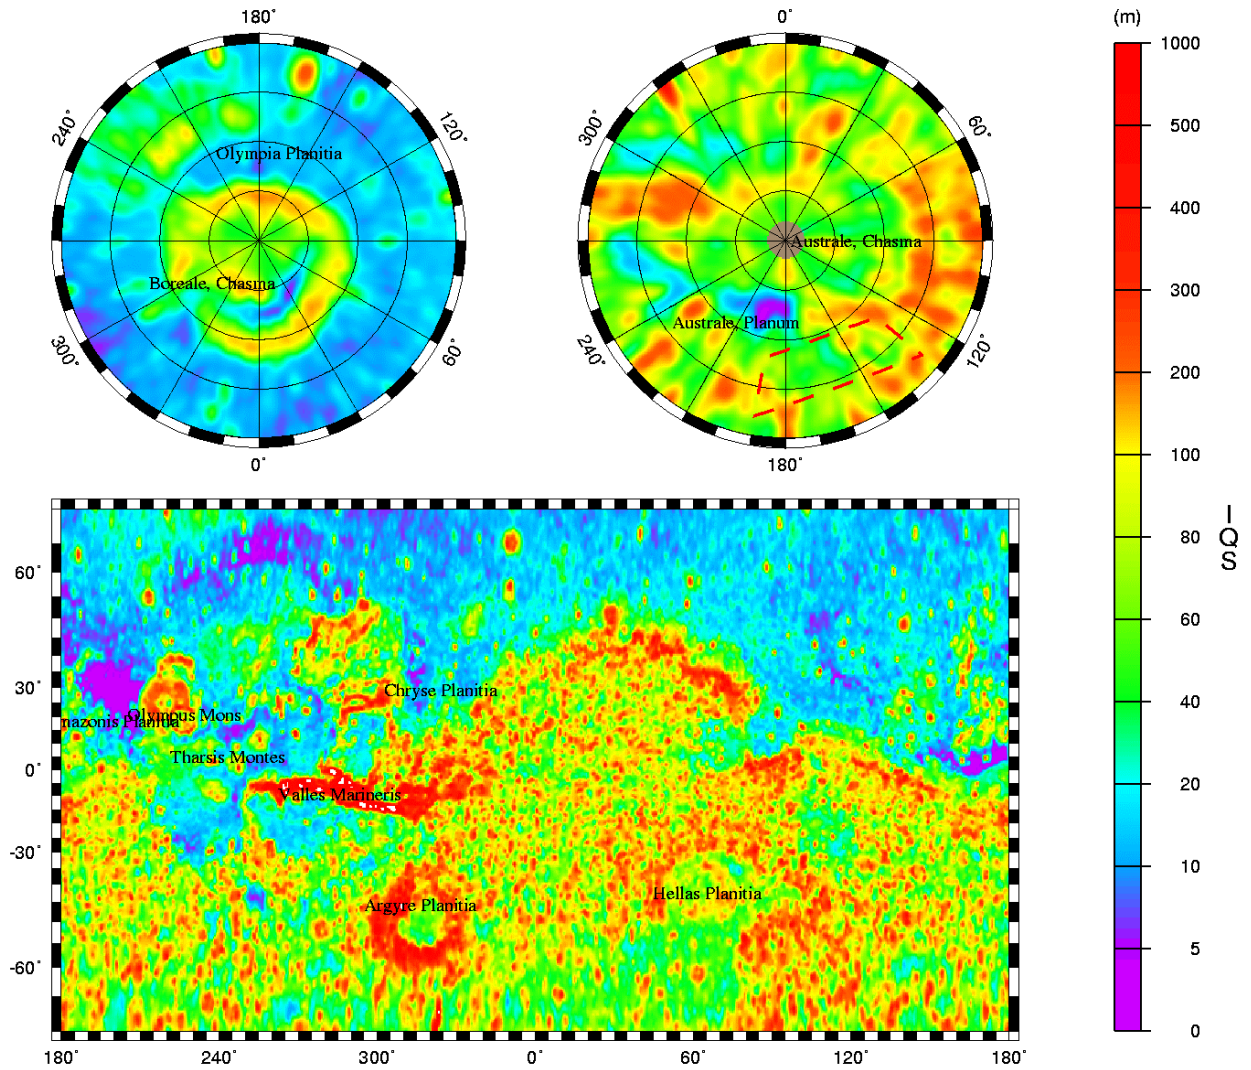 180°
0°
(m)
240°
120°
300°
60°
Olympia Planitia
Boreale, Chasma
300°
60°
0°
Australe, Chasma
Australe, Planum
240°
120°
180°
1000
500
400
300
200
100
80
60
40
20
10
5
0
IQS
60°
30°
0°
-30°
-60°
Chryse Planitia
Olympus Mons
nazonis Planitia
Tharsis Montes
Valles Marineris
Hellas Planitia
Argyre Planitia
180°
240°
300°
0°
60°
120°
180°